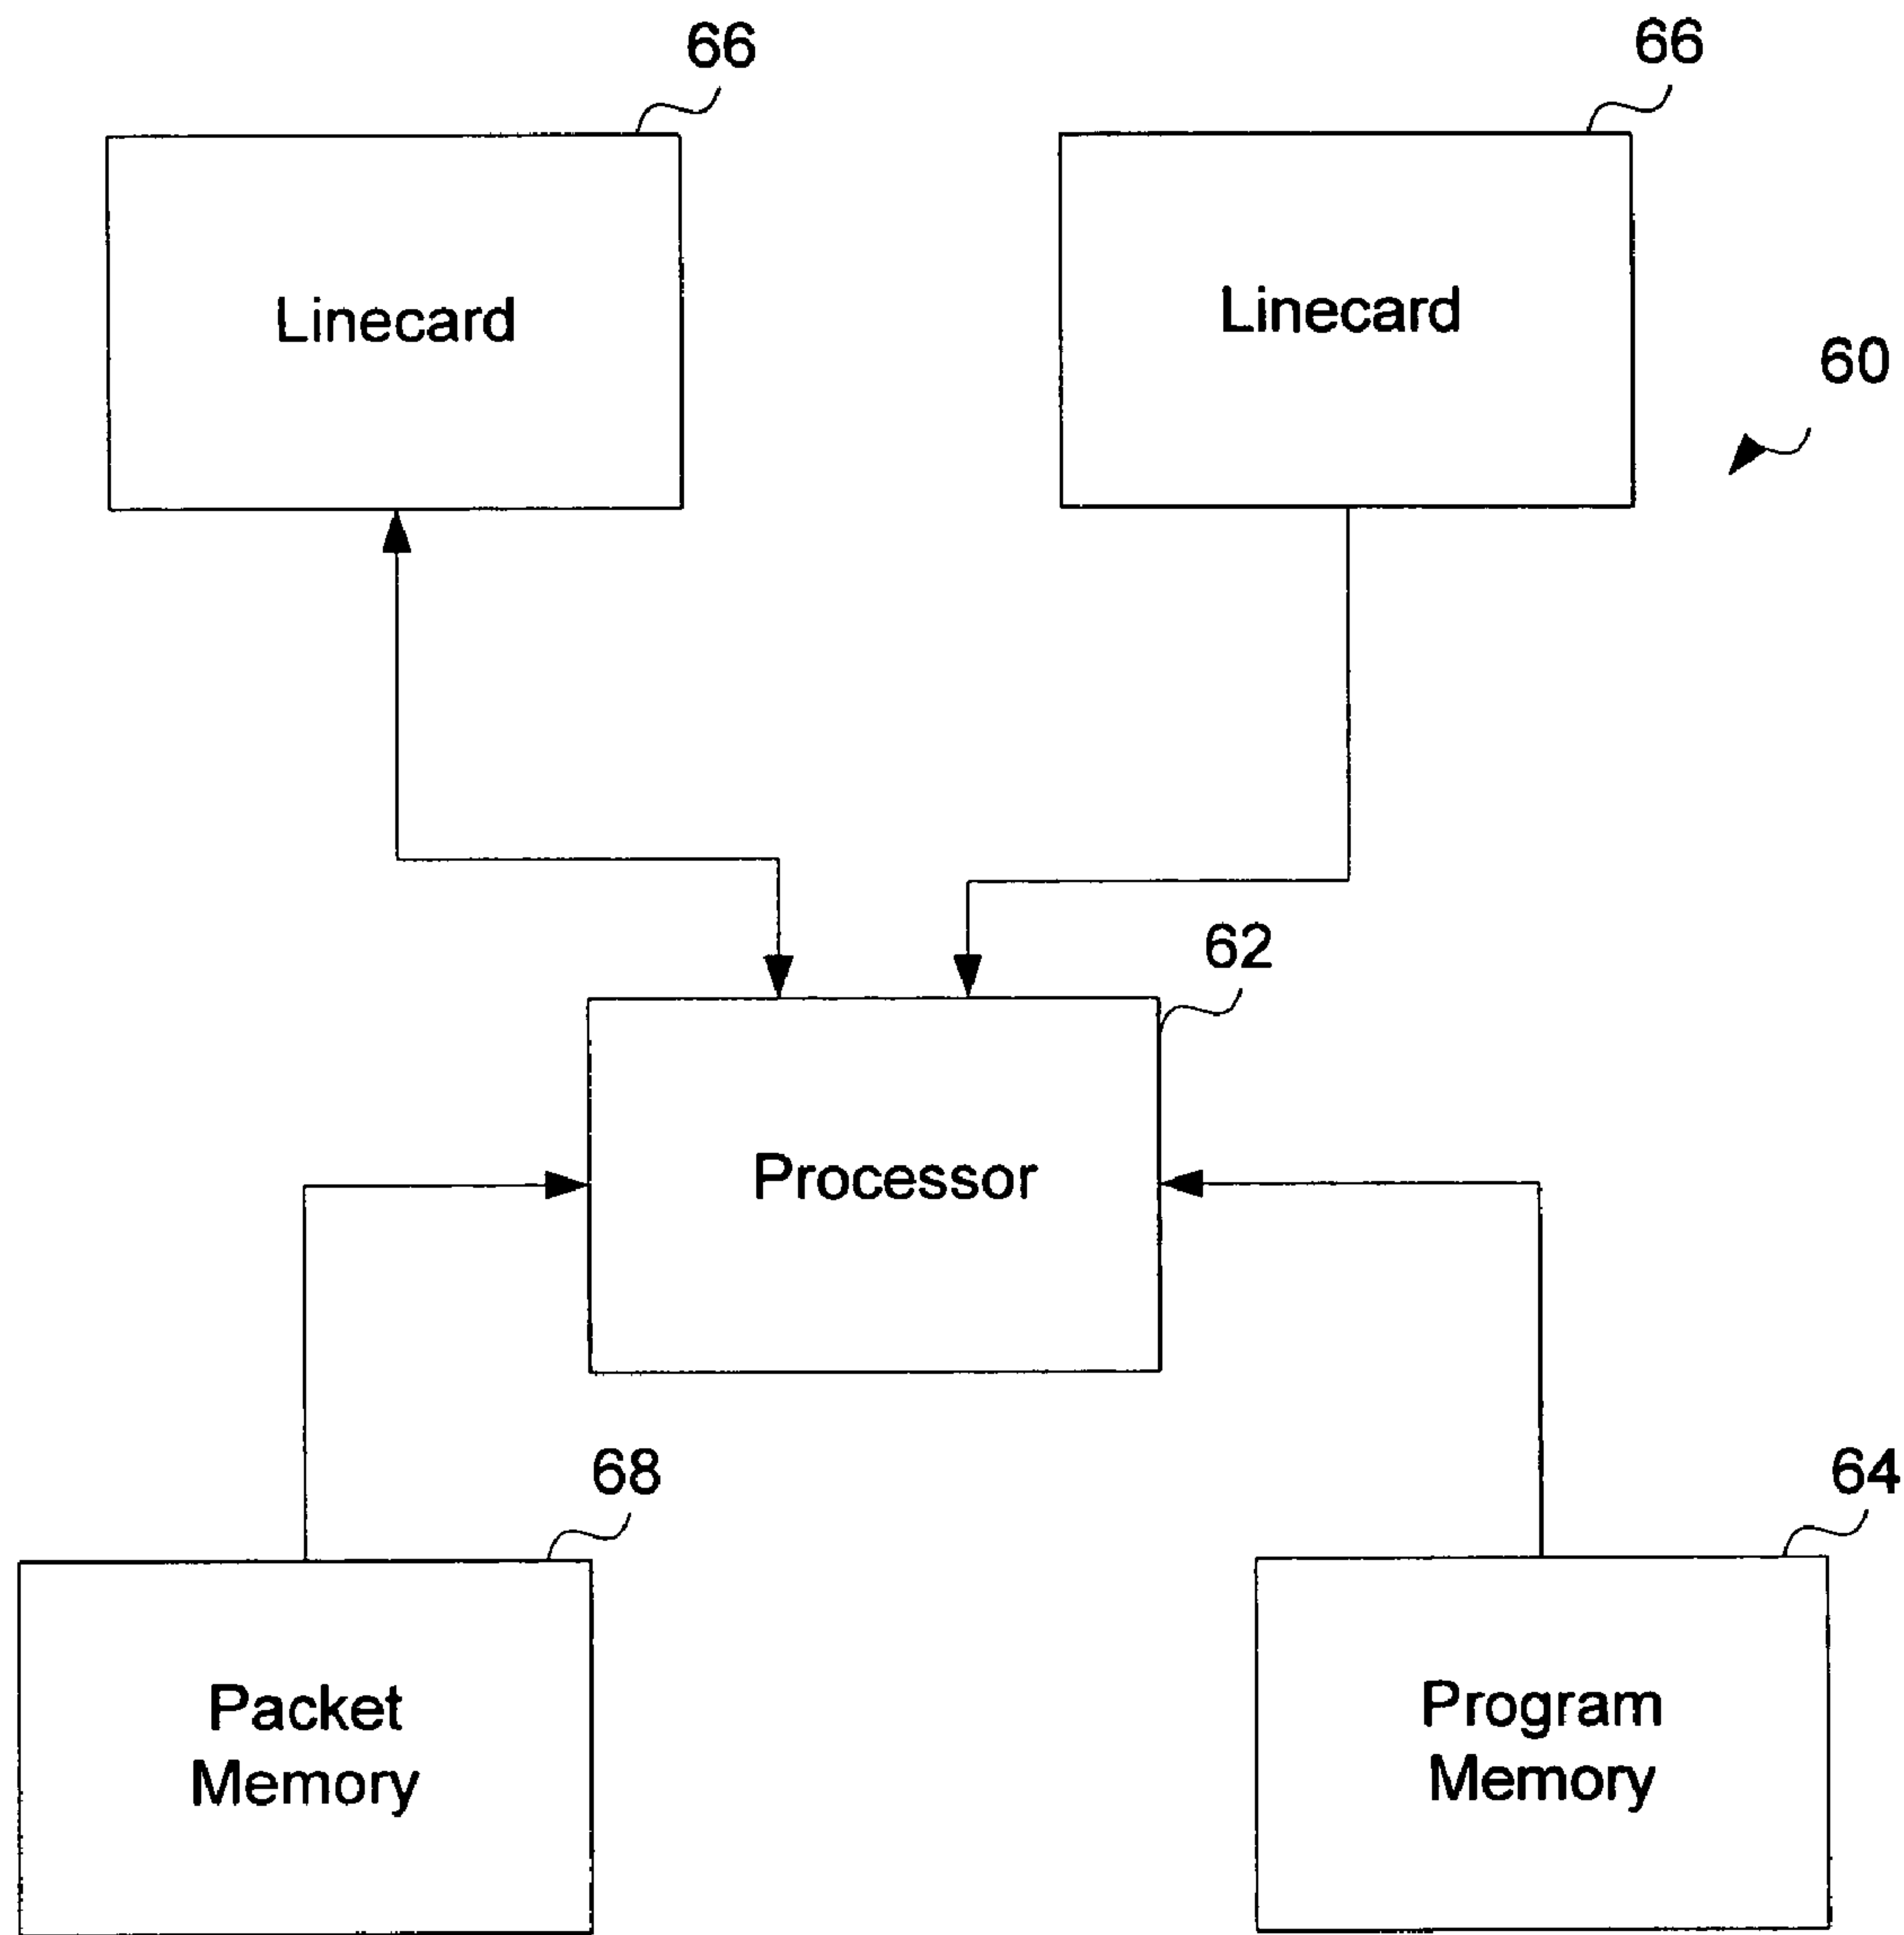 66
66
Linecard
Linecard
60
62
Processor
68
64
Packet
Memory
Program
Memory